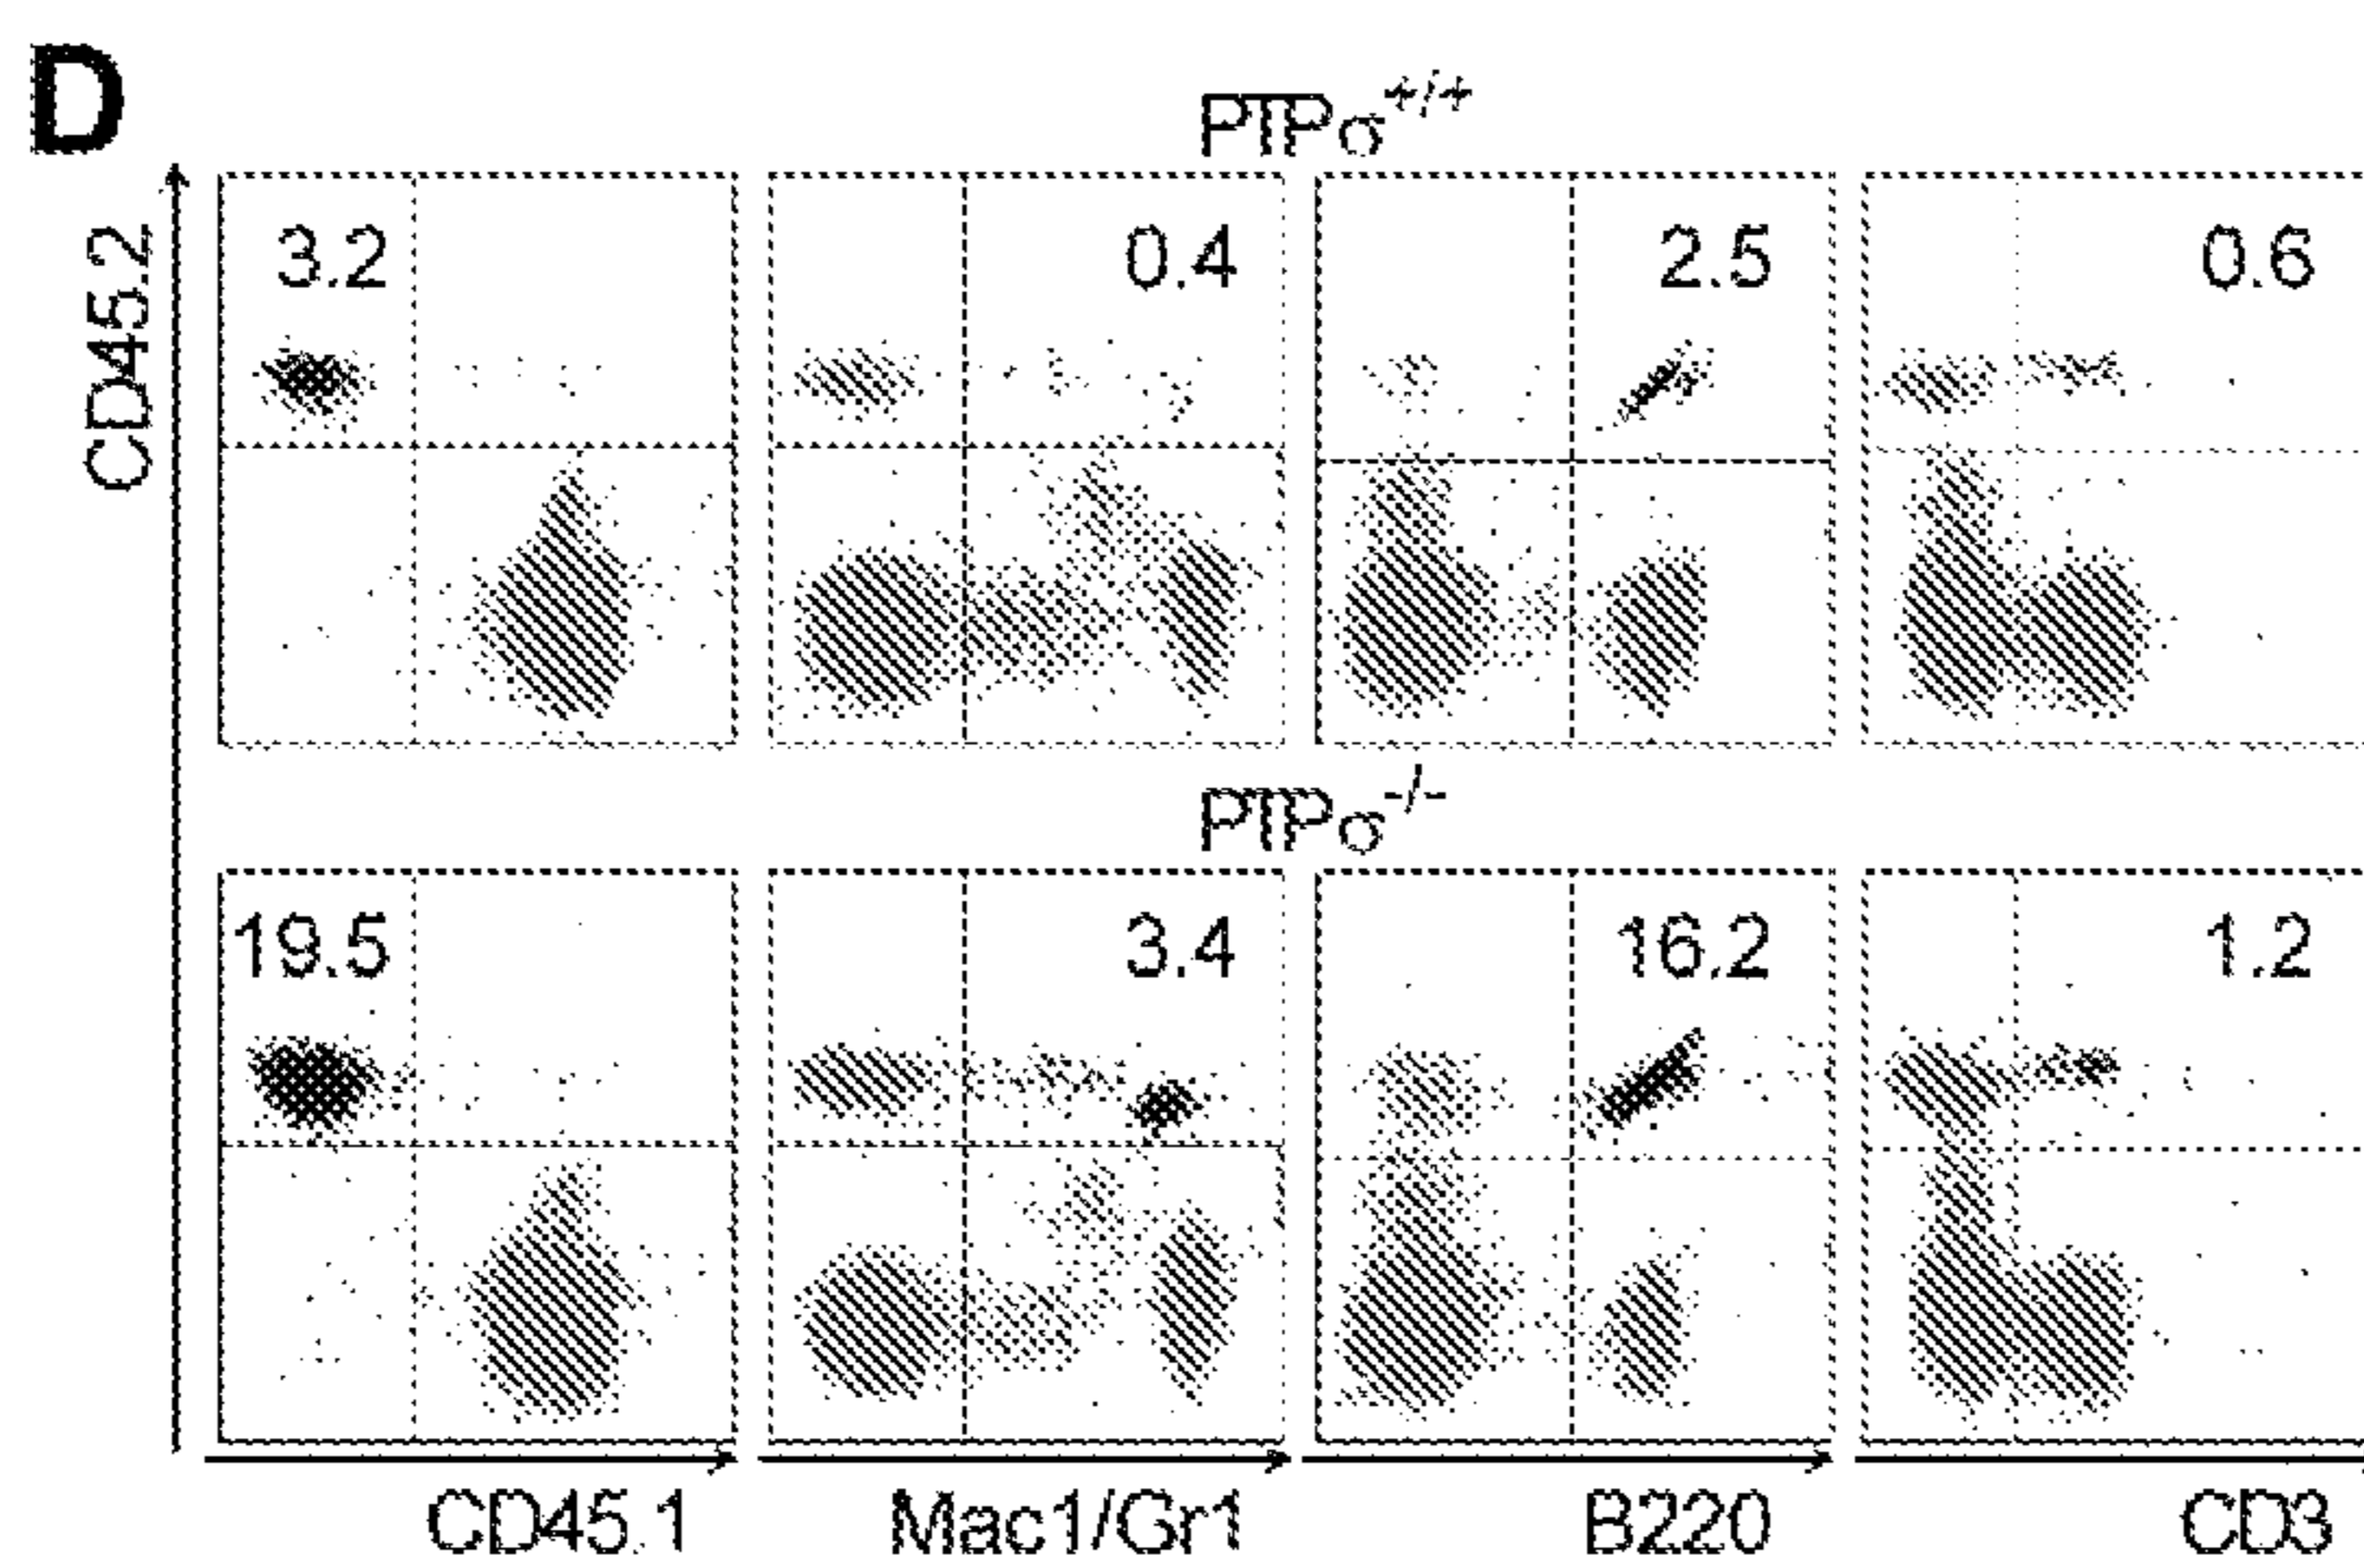 D
PTPσ+/+
CD45.2
3.2
0.4
2.5
0.6
PTPσ-/-
19.5
3.4
16.2
1.2
CD45.1
Mac1/Gr1
B220
CD3